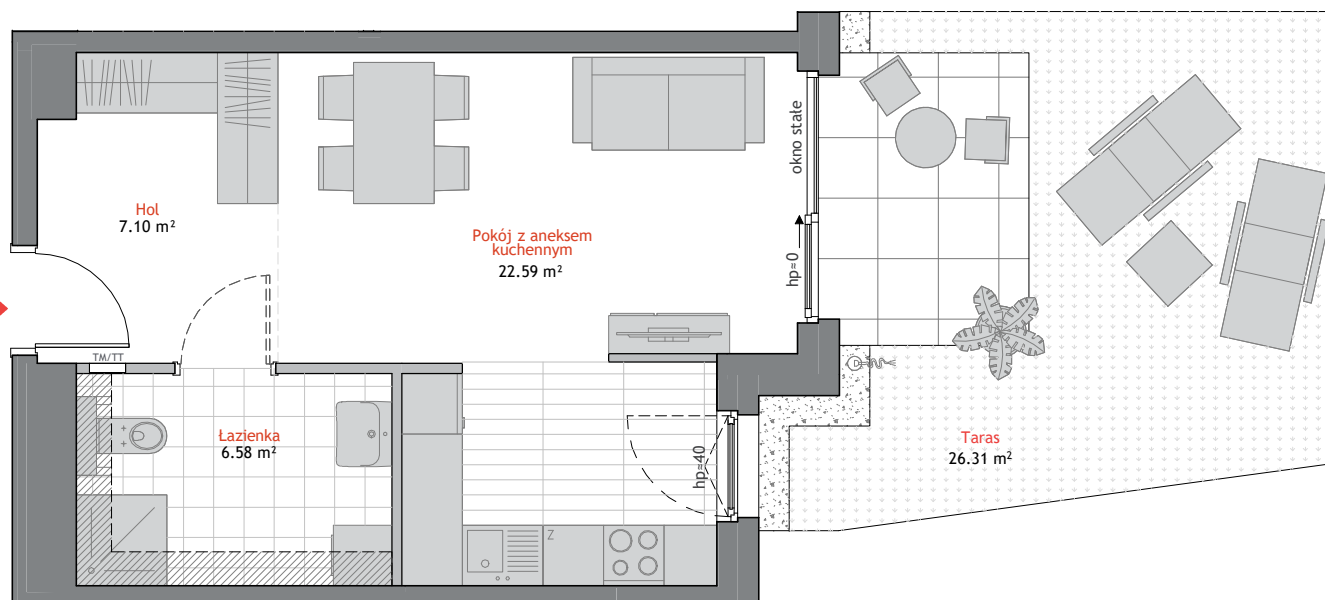 Hol
7.10 m²
Pokój z aneksem
kuchennym
22.59 m²
okno stałe
hp=0
TM/TT
Łazienka
6.58 m²
hp=40
Z
Taras
26.31 m²